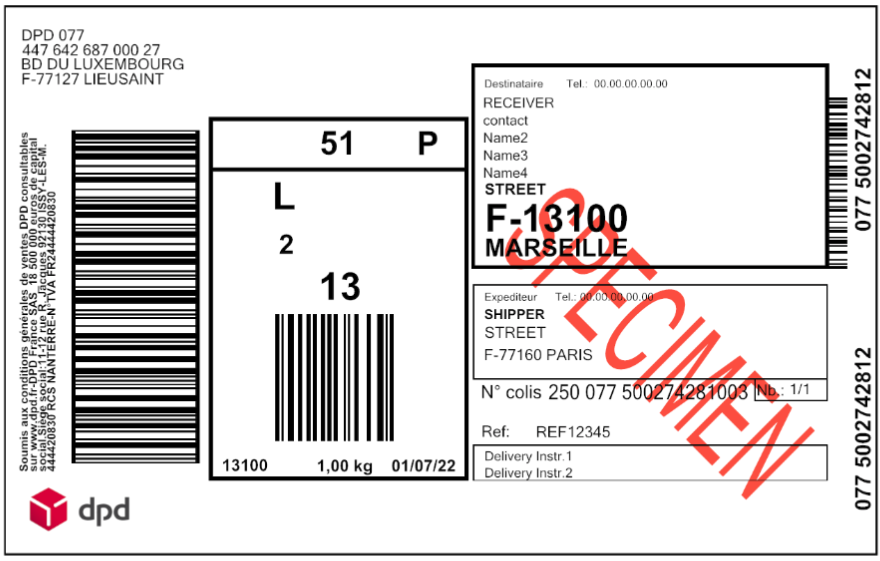 DPD 077
447 642 687 000 27
BD DU LUXEMBOURG
F-77127 LIEUSAINT
Soumis aux conditions générales de ventes DPD consultables
sur www.dpd.fr-DPD France SAS 18 500 000 euros de capital
social.Siège social:11-12 rue R. Jacques 92130 ISSY-LES-M.
444420830 RCS NANTERRE-N°TVA FR24444420830
51 P
L
2
13
13100 1,00 kg 01/07/22
dpd
Destinataire Tel.: 00.00.00.00.00
RECEIVER
contact
Name2
Name3
Name4
STREET
F-13100
MARSEILLE
077 5002742812
Expediteur Tel.: 00.00.00.00.00
SHIPPER
STREET
F-77160 PARIS
N° colis 250 077 500274281003 Nb.: 1/1
Ref: REF12345
Delivery Instr.1
Delivery Instr.2
077 5002742812
SPECIMEN